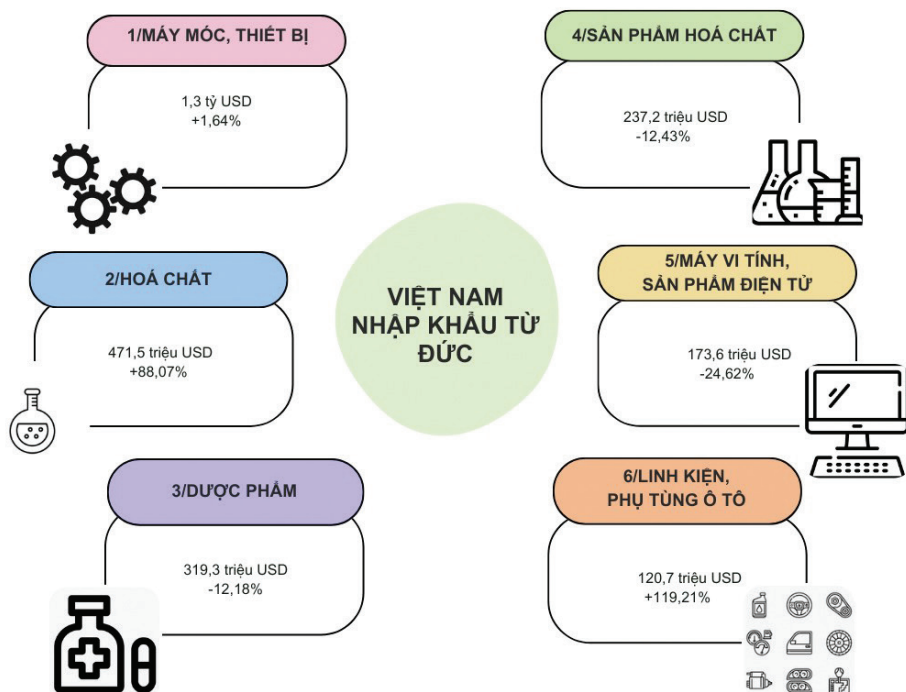 1/MÁY MÓC, THIẾT BỊ
1,3 tỷ USD
+1,64%
2/HOÁ CHẤT
471,5 triệu USD
+88,07%
3/DƯỢC PHẨM
319,3 triệu USD
-12,18%
VIỆT NAM
NHẬP KHẨU TỪ
ĐỨC
4/SẢN PHẨM HOÁ CHẤT
237,2 triệu USD
-12,43%
5/MÁY VI TÍNH,
SẢN PHẨM ĐIỆN TỬ
173,6 triệu USD
-24,62%
6/LINH KIỆN,
PHỤ TÙNG Ô TÔ
120,7 triệu USD
+119,21%